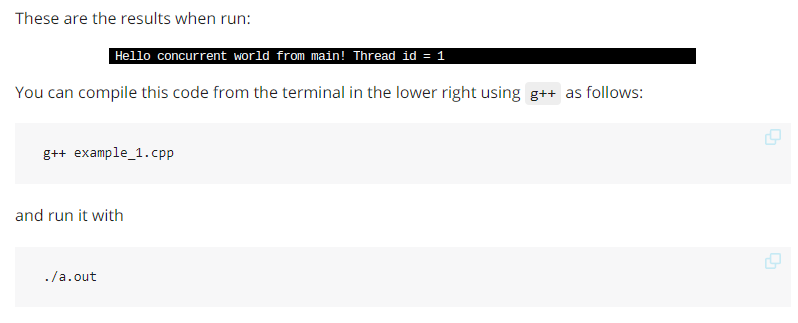 These are the results when run:
Hello concurrent world from main! Thread id = 1
You can compile this code from the terminal in the lower right using g++ as follows:
g++ example_1.cpp
and run it with
./a.out